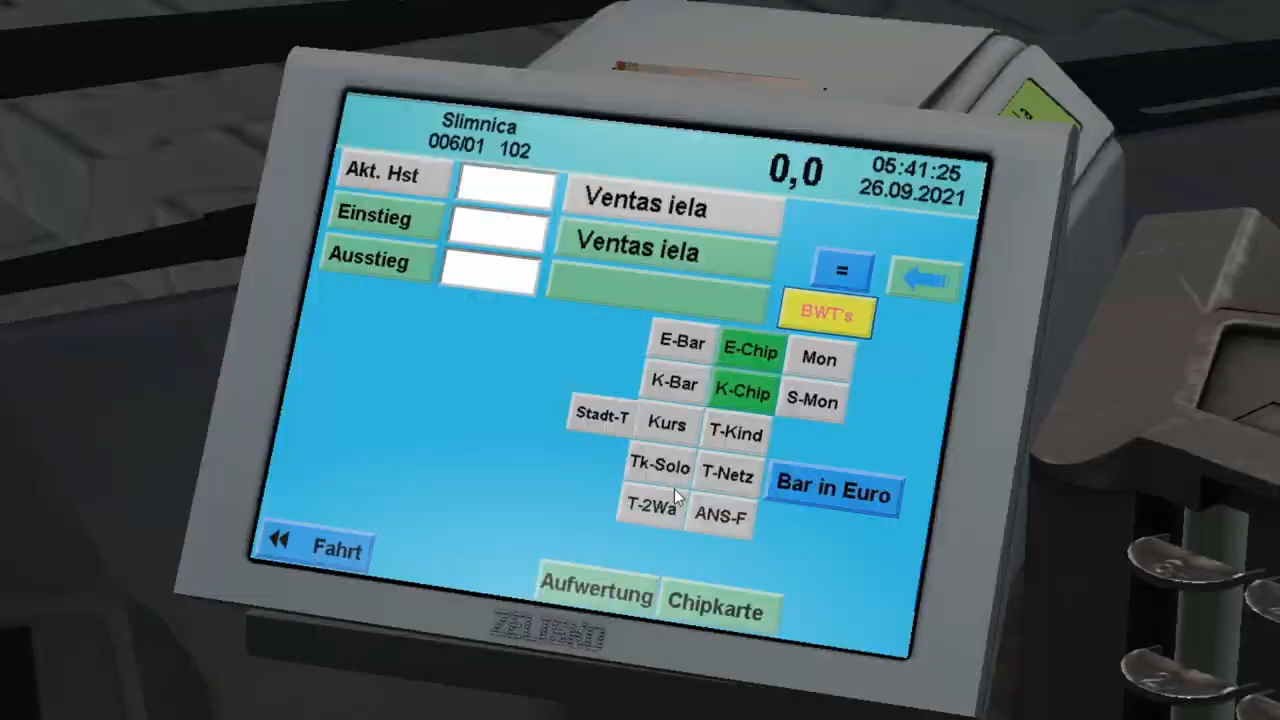 Slimnica
006/01 102
0,0
05:41:25
26.09.2021
Akt. Hst
Ventas iela
Einstieg
Ventas iela
Ausstieg
=
BWT's
E-Bar E-Chip Mon
K-Bar K-Chip S-Mon
Stadt-T Kurs T-Kind
Tk-Solo T-Netz Bar in Euro
T-2Wa ANS-F
Fahrt
Aufwertung Chipkarte